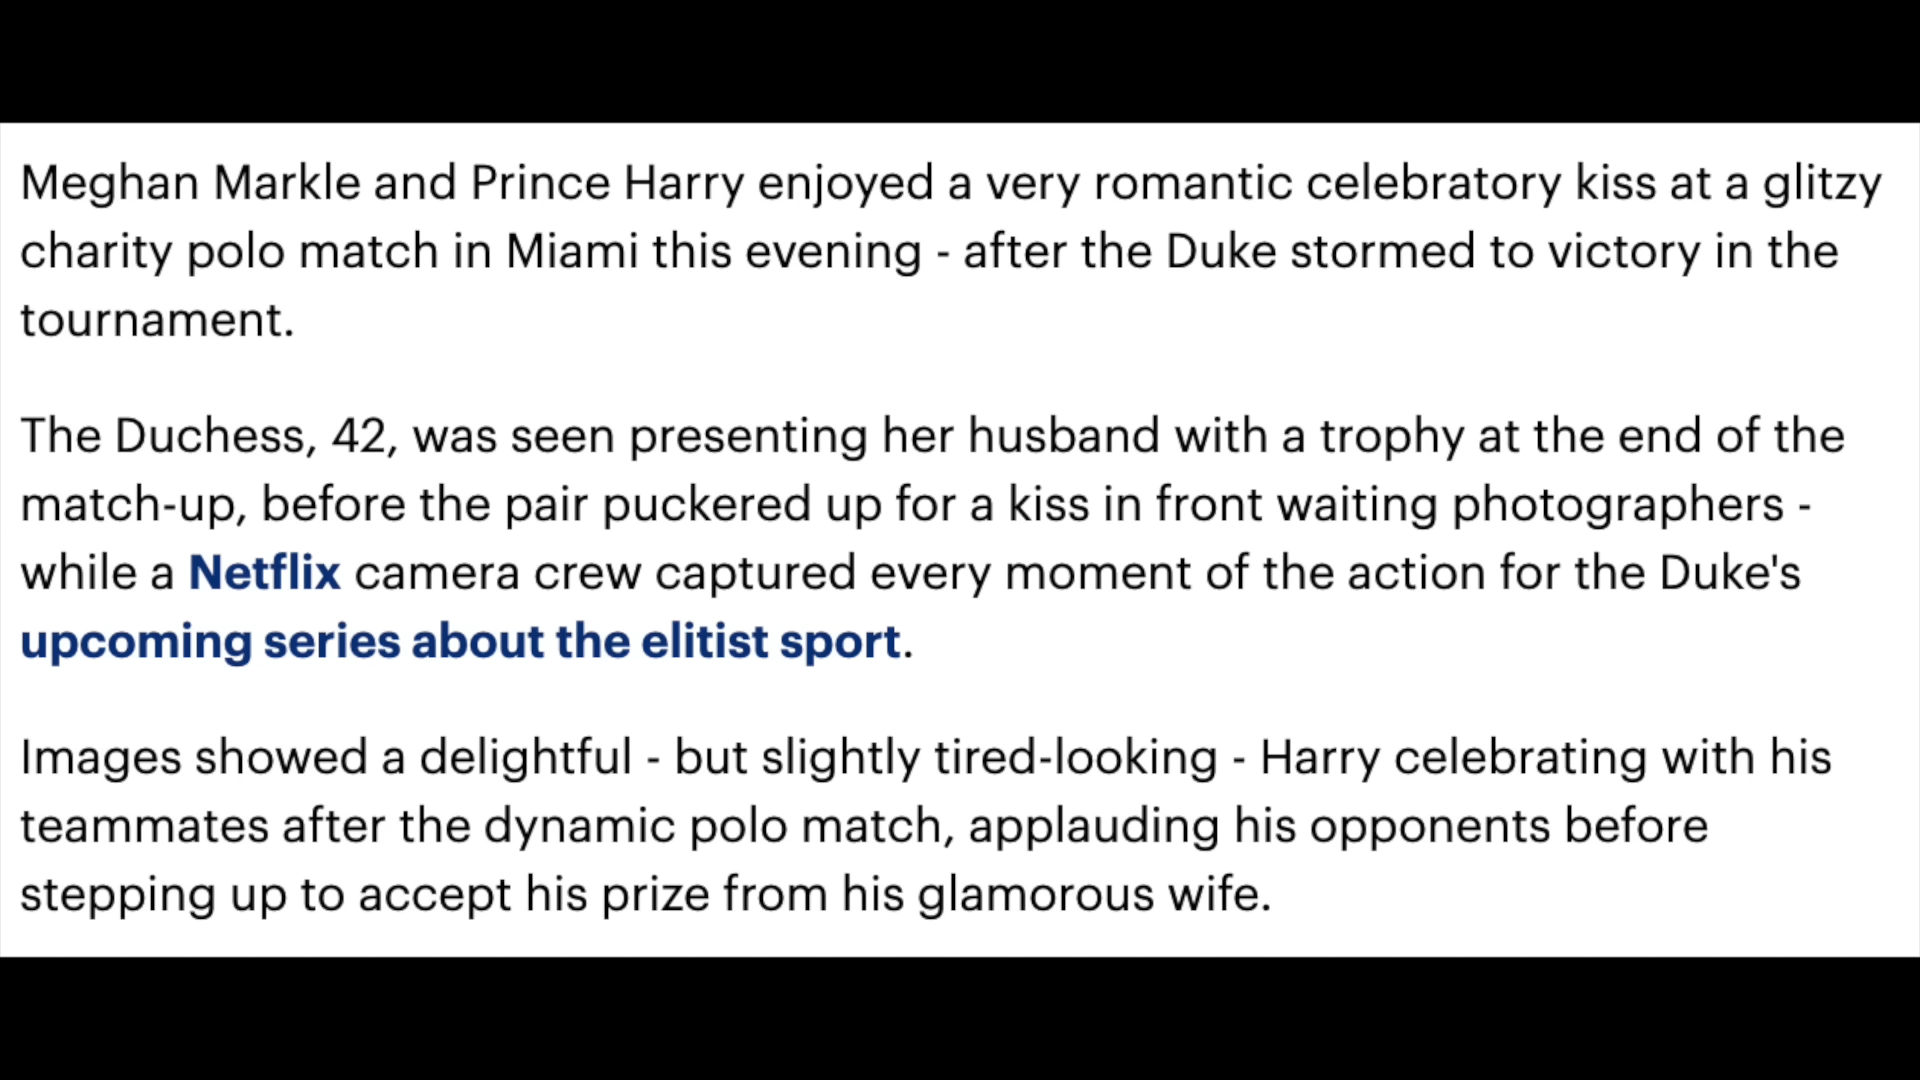 Meghan Markle and Prince Harry enjoyed a very romantic celebratory kiss at a glitzy
charity polo match in Miami this evening - after the Duke stormed to victory in the
tournament.
The Duchess, 42, was seen presenting her husband with a trophy at the end of the
match-up, before the pair puckered up for a kiss in front waiting photographers -
while a Netflix camera crew captured every moment of the action for the Duke's
upcoming series about the elitist sport.
Images showed a delightful - but slightly tired-looking - Harry celebrating with his
teammates after the dynamic polo match, applauding his opponents before
stepping up to accept his prize from his glamorous wife.